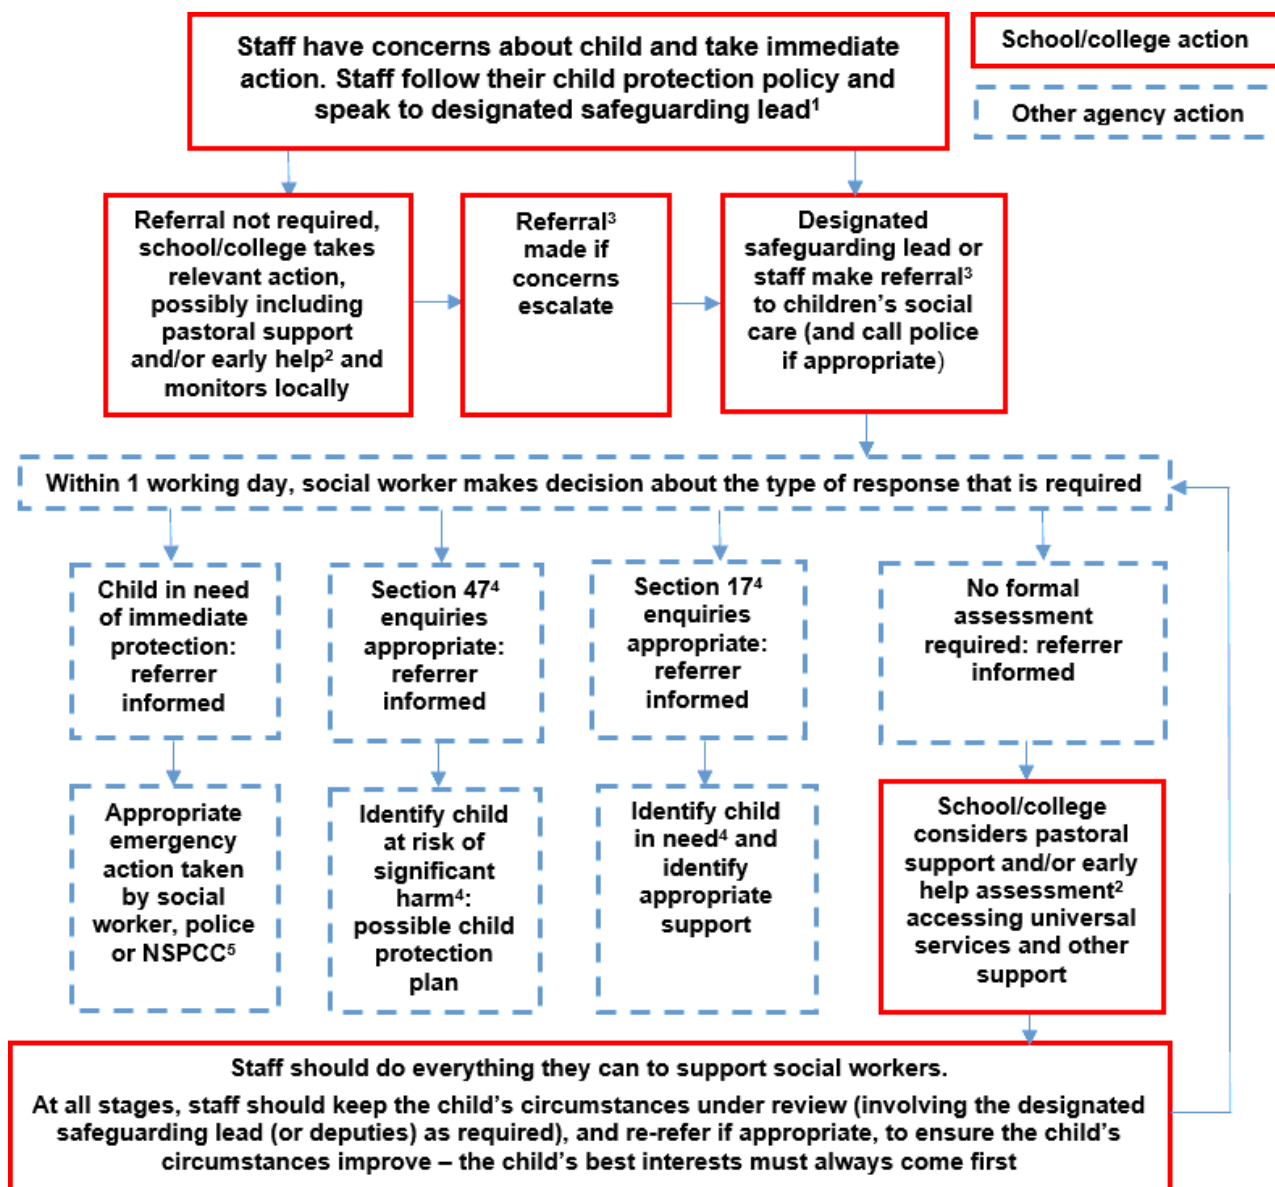 Staff have concerns about child and take immediate
action. Staff follow their child protection policy and
speak to designated safeguarding lead¹
School/college action
Other agency action
Referral not required,
school/college takes
relevant action,
possibly including
pastoral support
and/or early help² and
monitors locally
Referral³
made if
concerns
escalate
Designated
safeguarding lead or
staff make referral³
to children’s social
care (and call police
if appropriate)
Within 1 working day, social worker makes decision about the type of response that is required
Child in need
of immediate
protection:
referrer
informed
Section 47⁴
enquiries
appropriate:
referrer
informed
Section 17⁴
enquiries
appropriate:
referrer
informed
No formal
assessment
required: referrer
informed
Appropriate
emergency
action taken
by social
worker, police
or NSPCC⁵
Identify child
at risk of
significant
harm⁴:
possible child
protection
plan
Identify child
in need⁴ and
identify
appropriate
support
School/college
considers pastoral
support and/or early
help assessment²
accessing universal
services and other
support
Staff should do everything they can to support social workers.
At all stages, staff should keep the child’s circumstances under review (involving the designated
safeguarding lead (or deputies) as required), and re-refer if appropriate, to ensure the child’s
circumstances improve – the child’s best interests must always come first